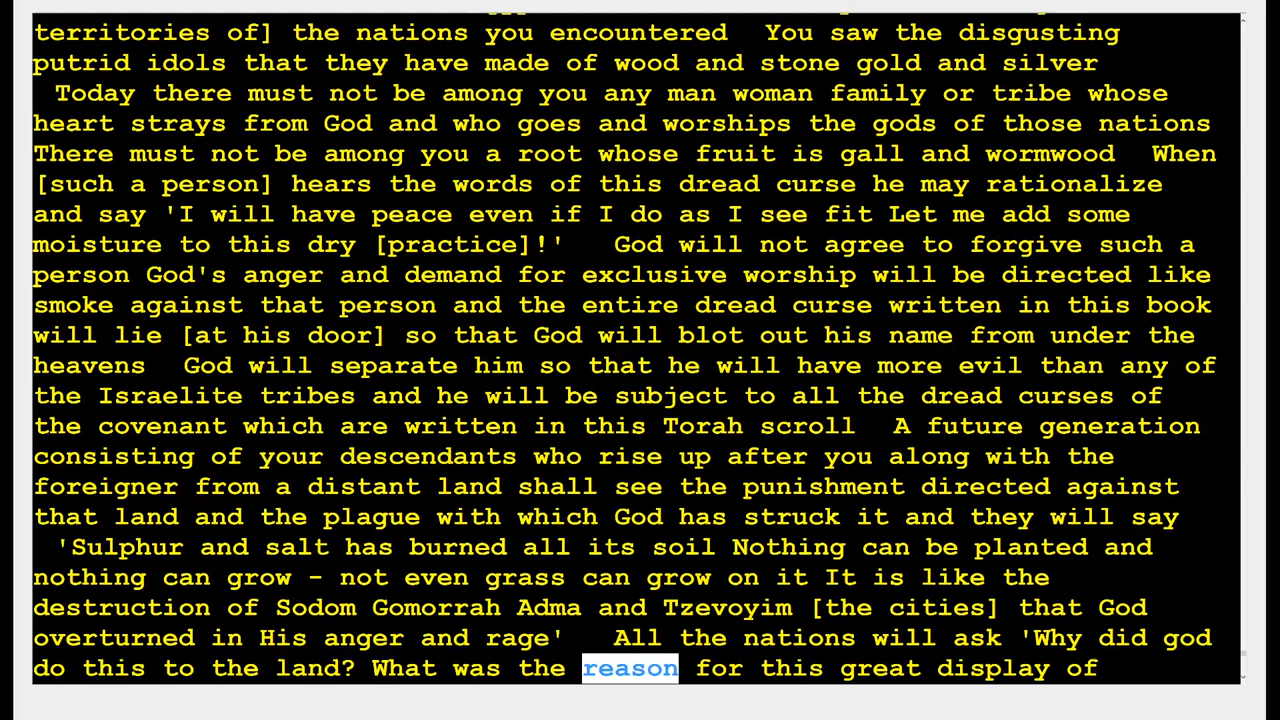 territories of] the nations you encountered  You saw the disgusting
putrid idols that they have made of wood and stone gold and silver
Today there must not be among you any man woman family or tribe whose
heart strays from God and who goes and worships the gods of those nations
There must not be among you a root whose fruit is gall and wormwood  When
[such a person] hears the words of this dread curse he may rationalize
and say 'I will have peace even if I do as I see fit Let me add some
moisture to this dry [practice]!'  God will not agree to forgive such a
person God's anger and demand for exclusive worship will be directed like
smoke against that person and the entire dread curse written in this book
will lie [at his door] so that God will blot out his name from under the
heavens  God will separate him so that he will have more evil than any of
the Israelite tribes and he will be subject to all the dread curses of
the covenant which are written in this Torah scroll  A future generation
consisting of your descendants who rise up after you along with the
foreigner from a distant land shall see the punishment directed against
that land and the plague with which God has struck it and they will say
'Sulphur and salt has burned all its soil Nothing can be planted and
nothing can grow - not even grass can grow on it It is like the
destruction of Sodom Gomorrah Adma and Tzevoyim [the cities] that God
overturned in His anger and rage'  All the nations will ask 'Why did god
do this to the land? What was the reason for this great display of